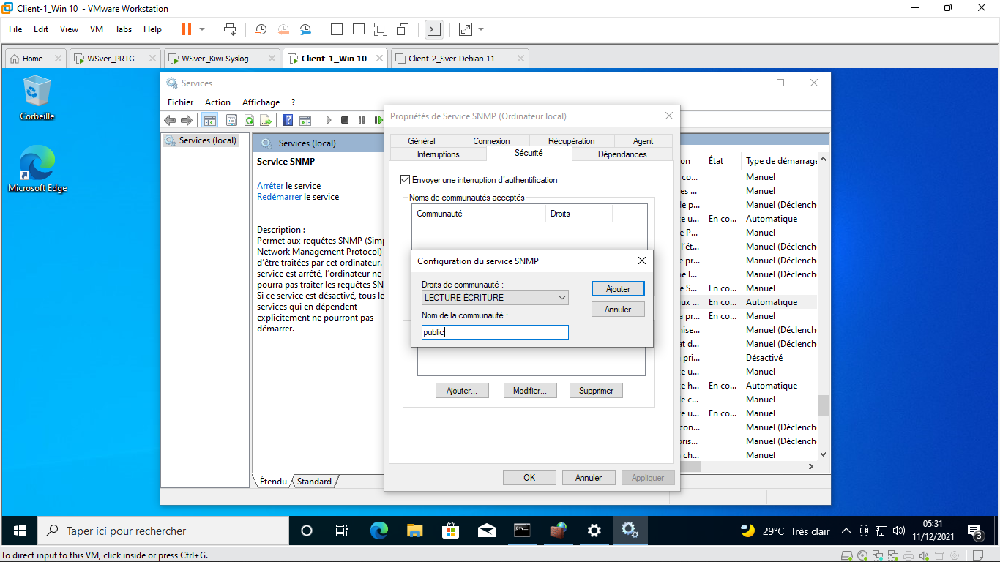 Client-1_Win 10 - VMware Workstation
File Edit View VM Tabs Help
Home WSver_PRTG WSver_Kiwi-Syslog Client-1_Win 10 Client-2_Sver-Debian 11
Corbeille
Microsoft Edge
Services
Fichier Action Affichage ?
Services (local)
Services (local)
Service SNMP
Arrêter le service
Redémarrer le service
Description :
Permet aux requêtes SNMP (Sim
Network Management Protocol)
d'être traitées par cet ordinateur.
service est arrêté, l'ordinateur ne
pourra pas traiter les requêtes SN
Si ce service est désactivé, tous le
services qui en dépendent
explicitement ne pourront pas
démarrer.
Étendu Standard
Propriétés de Service SNMP (Ordinateur local)
Général Connexion Récupération Agent
Interruptions Sécurité Dépendances
Envoyer une interruption d'authentification
Noms de communautés acceptés
Communauté Droits
Configuration du service SNMP
Droits de communauté :
LECTURE ÉCRITURE
Nom de la communauté :
public
Ajouter
Annuler
Ajouter... Modifier... Supprimer
OK Annuler Appliquer
on État Type de démarrage
co... Manuel
es ... Manuel
le p... Manuel (Déclench
e u... En co... Automatique
e P... Manuel
l'ét... Manuel (Déclench
e pr... Manuel (Déclench
e l... Manuel (Déclench
e S... En co... Manuel
ux ... En co... Automatique
a pr... En co... Manuel
nise... Manuel (Déclench
at d... Manuel (Déclench
pri... Désactivé
e u... Manuel
e h... En co... Automatique
e c... Manuel
e u... En co... Manuel
con... Manuel (Déclench
oris... Manuel (Déclench
ch... Manuel
Taper ici pour rechercher
29°C Très clair
05:31
11/12/2021
3
To direct input to this VM, click inside or press Ctrl+G.